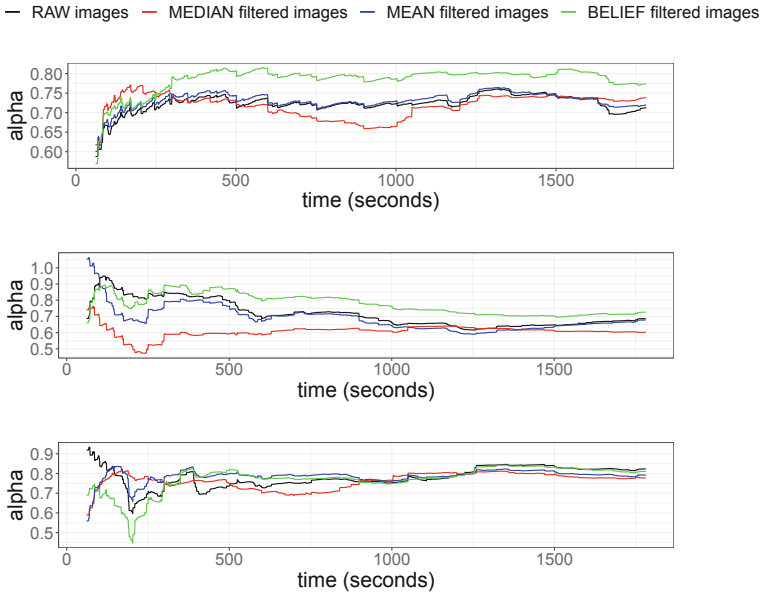 RAW images MEDIAN filtered images MEAN filtered images BELIEF filtered images
alpha
0.80
0.75
0.70
0.65
0.60
0 500 1000 1500
time (seconds)
alpha
1.0
0.9
0.8
0.7
0.6
0.5
0 500 1000 1500
time (seconds)
alpha
0.9
0.8
0.7
0.6
0.5
0 500 1000 1500
time (seconds)